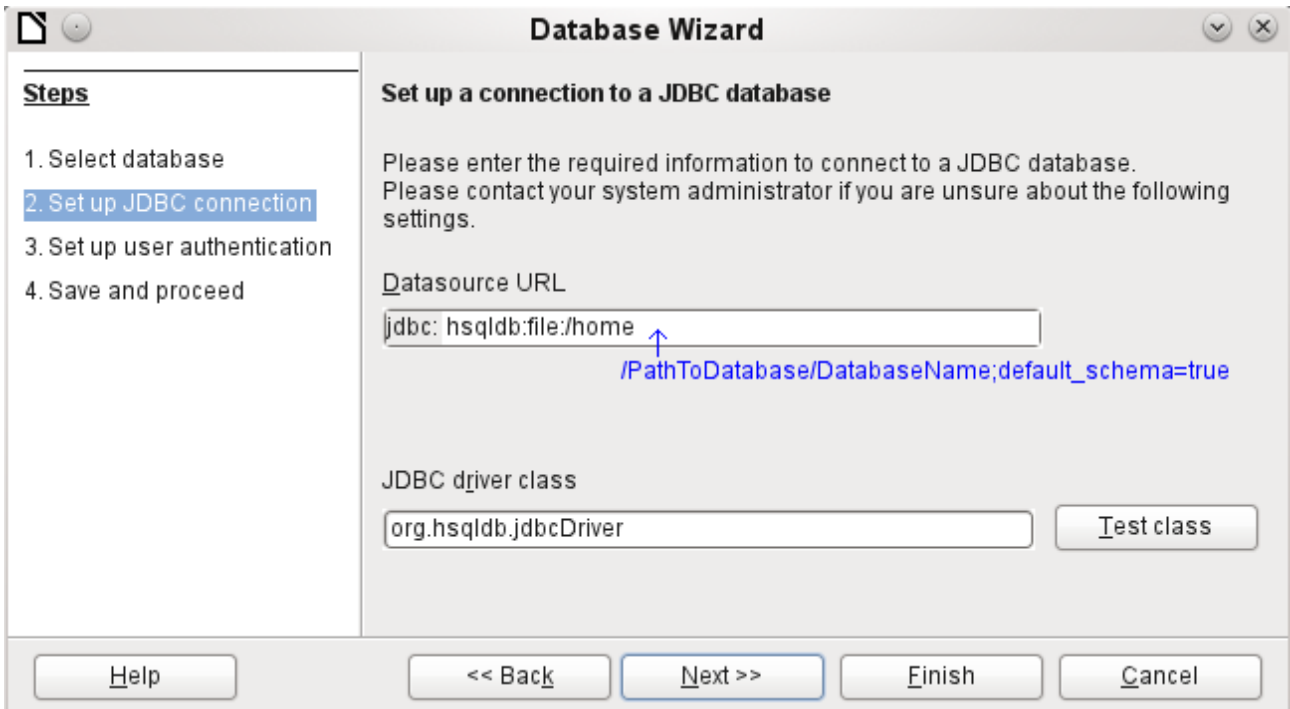 Database Wizard
Steps
1. Select database
2. Set up JDBC connection
3. Set up user authentication
4. Save and proceed
Set up a connection to a JDBC database
Please enter the required information to connect to a JDBC database.
Please contact your system administrator if you are unsure about the following
settings.
Datasource URL
jdbc: hsqldb:file:/home
/PathToDatabase/DatabaseName;default_schema=true
JDBC driver class
org.hsqldb.jdbcDriver
Test class
Help
<< Back
Next >>
Finish
Cancel